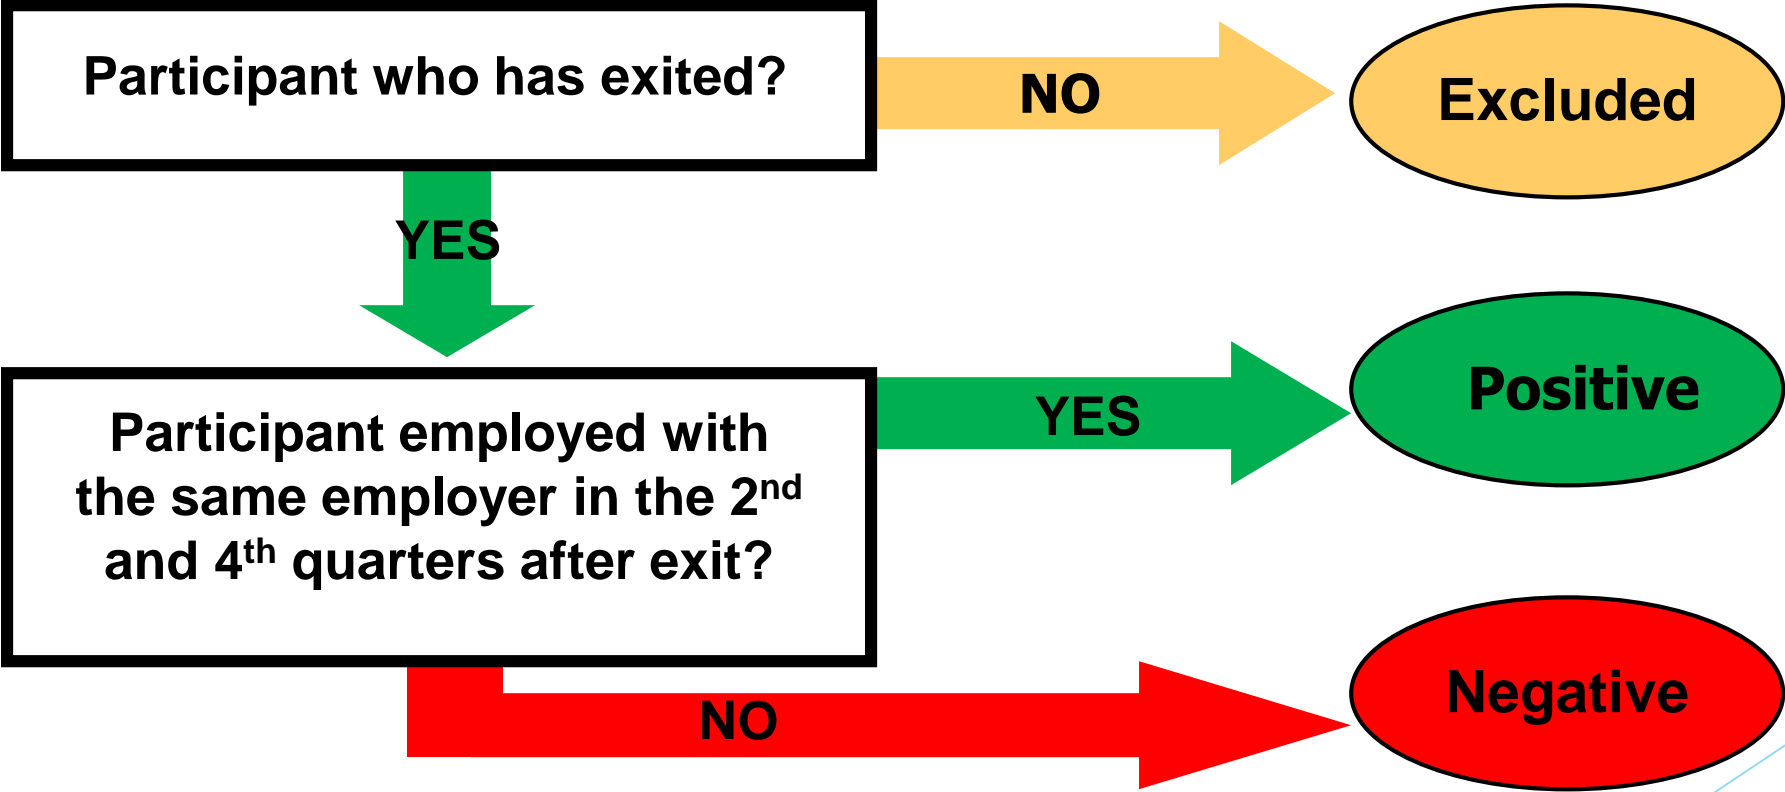 Participant who has exited?
NO
Excluded
YES
Participant employed with
the same employer in the 2nd
and 4th quarters after exit?
YES
Positive
NO
Negative